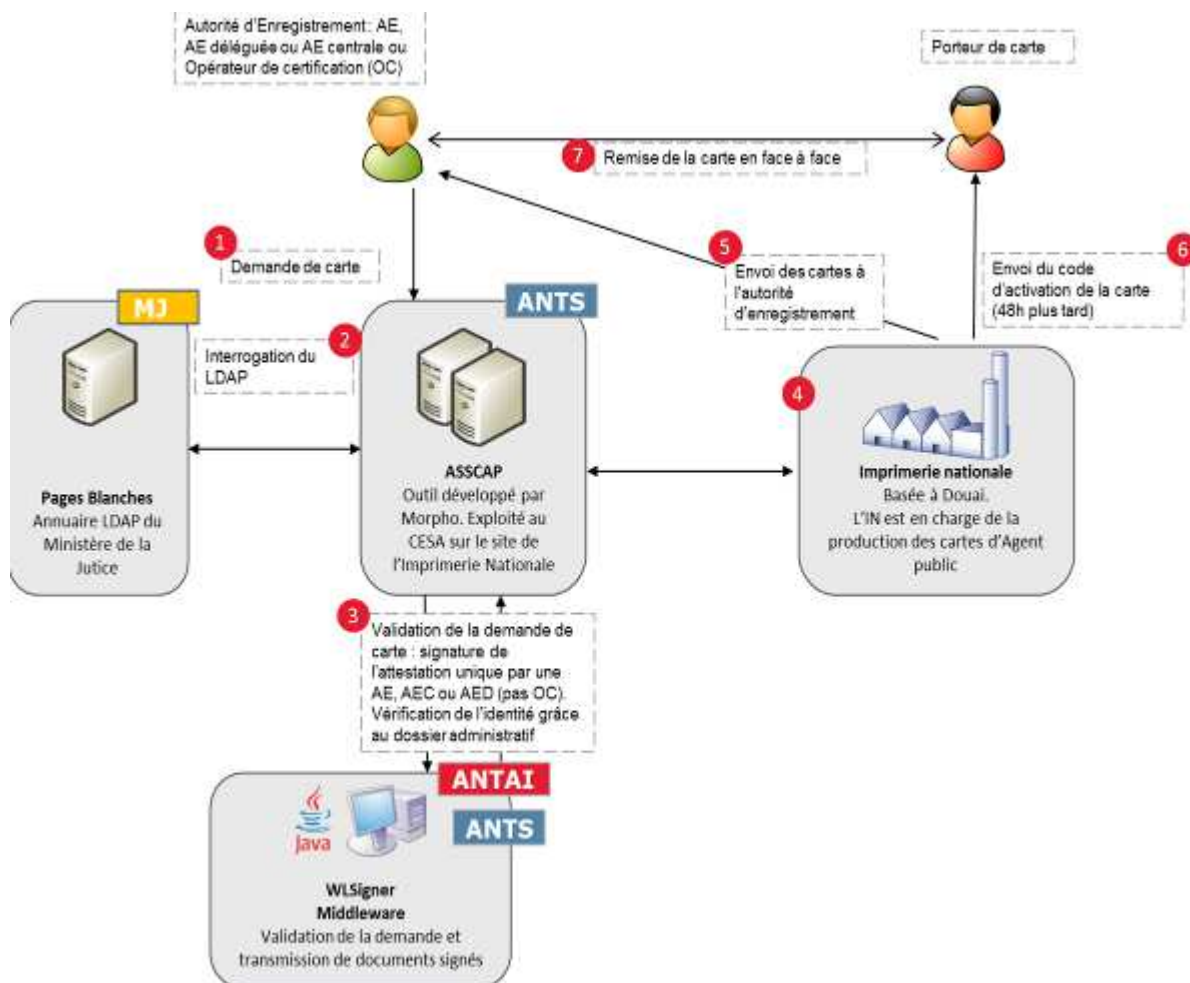 Autorité d'Enregistrement : AE,
AE déléguée ou AE centrale ou
Opérateur de certification (OC)
Porteur de carte
7
Remise de la carte en face à face
1
Demande de carte
5
Envoi des cartes à
l'autorité
d'enregistrement
6
Envoi du code
d'activation de la carte
(48h plus tard)
MJ
ANTS
2
Interrogation du
LDAP
4
Pages Blanches
Annuaire LDAP du
Ministère de la
Jutice
ASSCAP
Outil développé par
Morpho. Exploité au
CESA sur le site de
l'Imprimerie Nationale
Imprimerie nationale
Basée à Douai.
L'IN est en charge de la
production des cartes d'Agent
public
3
Validation de la demande de
carte : signature de
l'attestation unique par une
AE, AEC ou AED (pas OC).
Vérification de l'identité grâce
au dossier administratif
ANTAI
ANTS
Java
WLSigner
Middleware
Validation de la demande et
transmission de documents signés